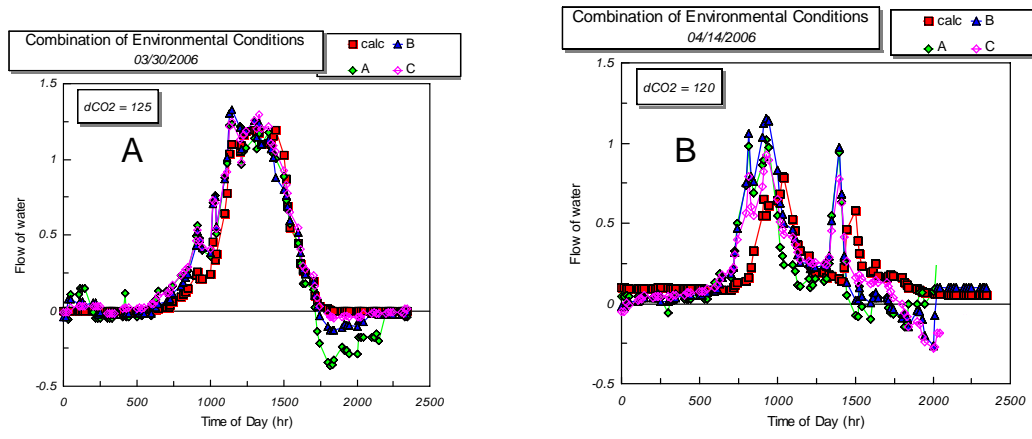 Combination of Environmental Conditions
03/30/2006
calc B
A C
dCO2 = 125
A
1.5
1
0.5
0
-0.5
Flow of water
0 500 1000 1500 2000 2500
Time of Day (hr)
Combination of Environmental Conditions
04/14/2006
calc B
A C
dCO2 = 120
B
1.5
1
0.5
0
-0.5
Flow of water
0 500 1000 1500 2000 2500
Time of Day (hr)